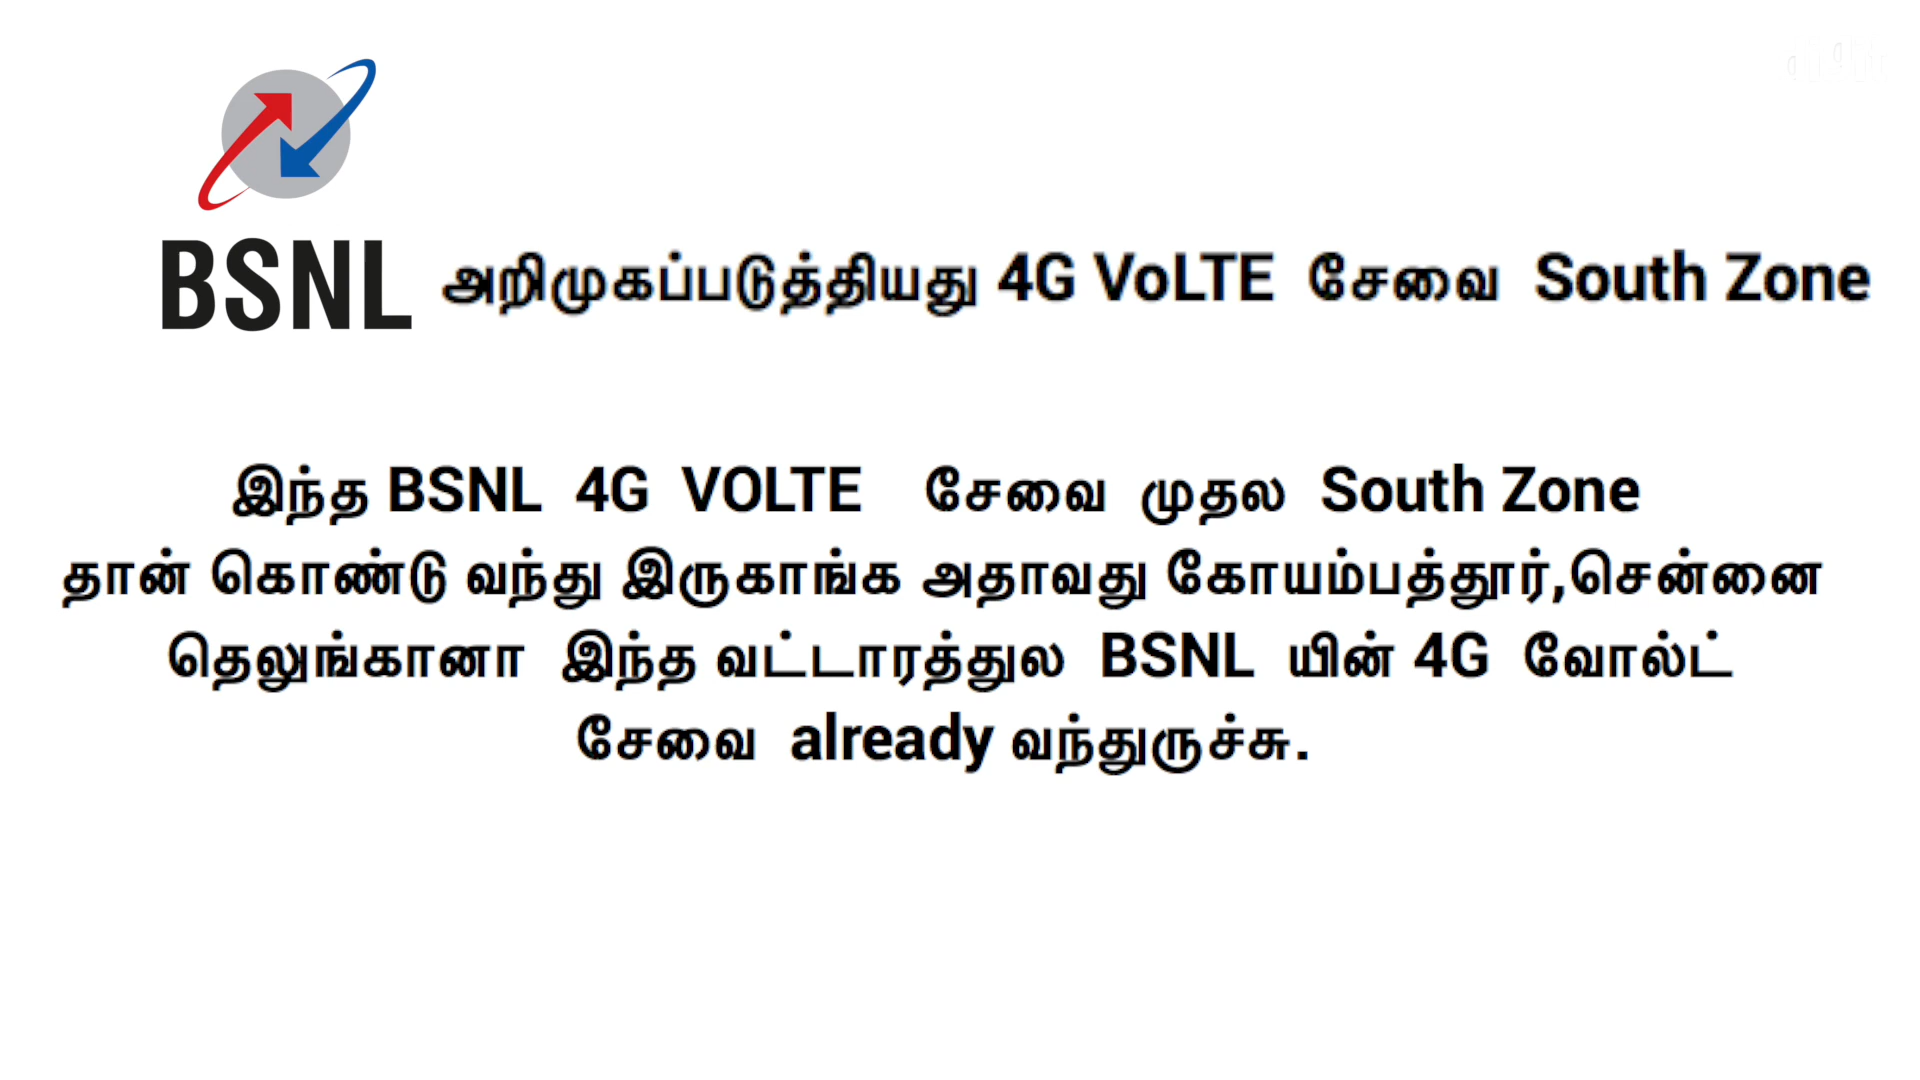 BSNL அறிமுகப்படுத்தியது 4G VoLTE சேவை South Zone
இந்த BSNL 4G VOLTE சேவை முதல South Zone
தான் கொண்டு வந்து இருகாங்க அதாவது கோயம்பத்தூர்,சென்னை
தெலுங்கானா இந்த வட்டாரத்துல BSNL யின் 4G வோல்ட்
சேவை already வந்துருச்சு.